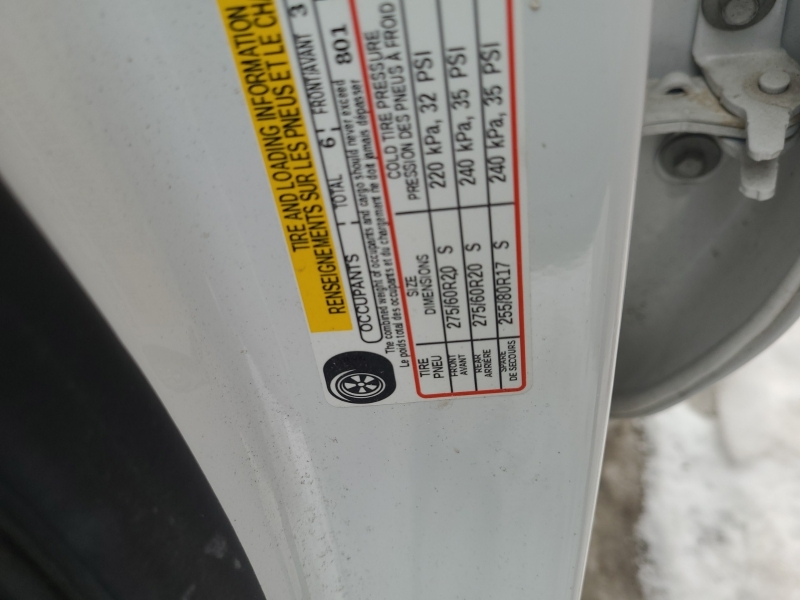 TIRE AND LOADING INFORMATION
RENSEIGNEMENTS SUR LES PNEUS ET LE CH
OCCUPANTS TOTAL 6 FRONT/AVANT 3
The combined weight of occupants and cargo should never exceed 801
Le poids total des occupants et du chargement ne doit jamais dépasser
TIRE SIZE COLD TIRE PRESSURE
PNEU DIMENSIONS PRESSION DES PNEUS À FROID
FRONT 275/60R20 S 220 kPa, 32 PSI
AVANT
REAR 275/60R20 S 240 kPa, 35 PSI
ARRIÈRE
SPARE 255/80R17 S 240 kPa, 35 PSI
DE SECOURS